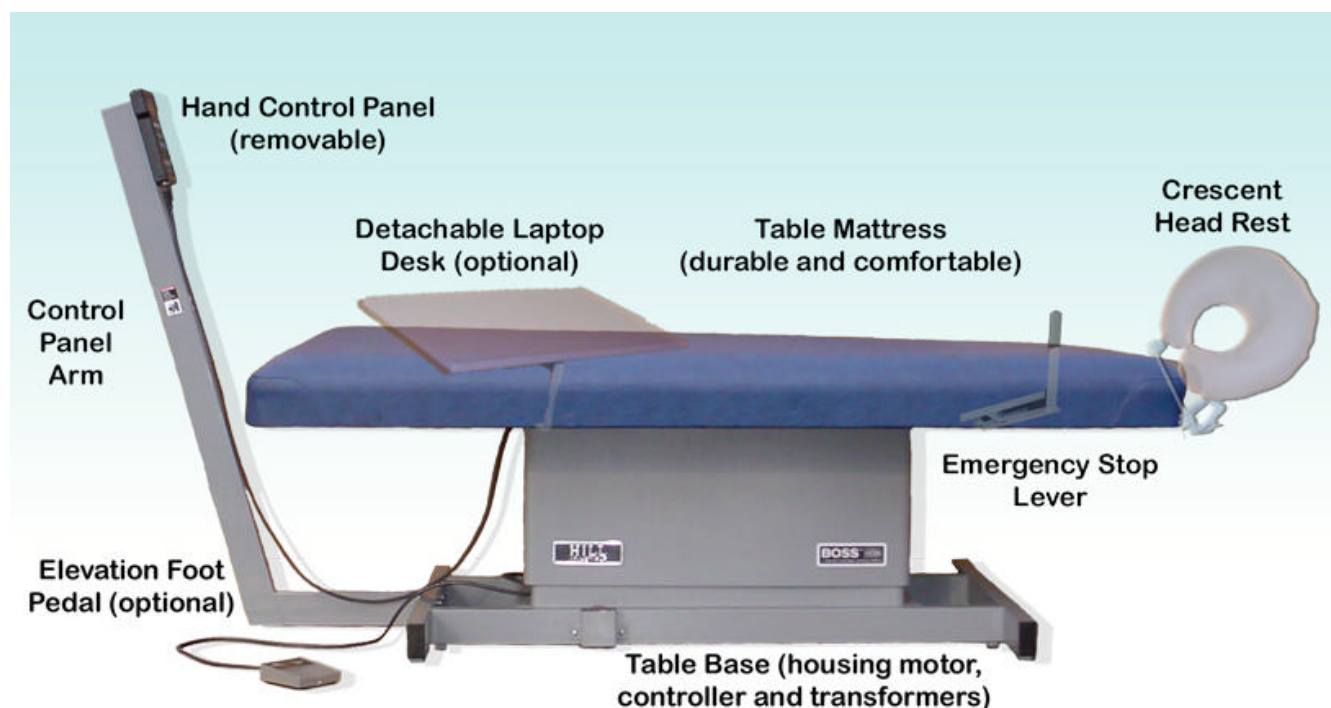 Hand Control Panel
(removable)
Crescent
Head Rest
Detachable Laptop
Desk (optional)
Table Mattress
(durable and comfortable)
Control
Panel
Arm
Emergency Stop
Lever
HILL
BOSS
Elevation Foot
Pedal (optional)
Table Base (housing motor,
controller and transformers)